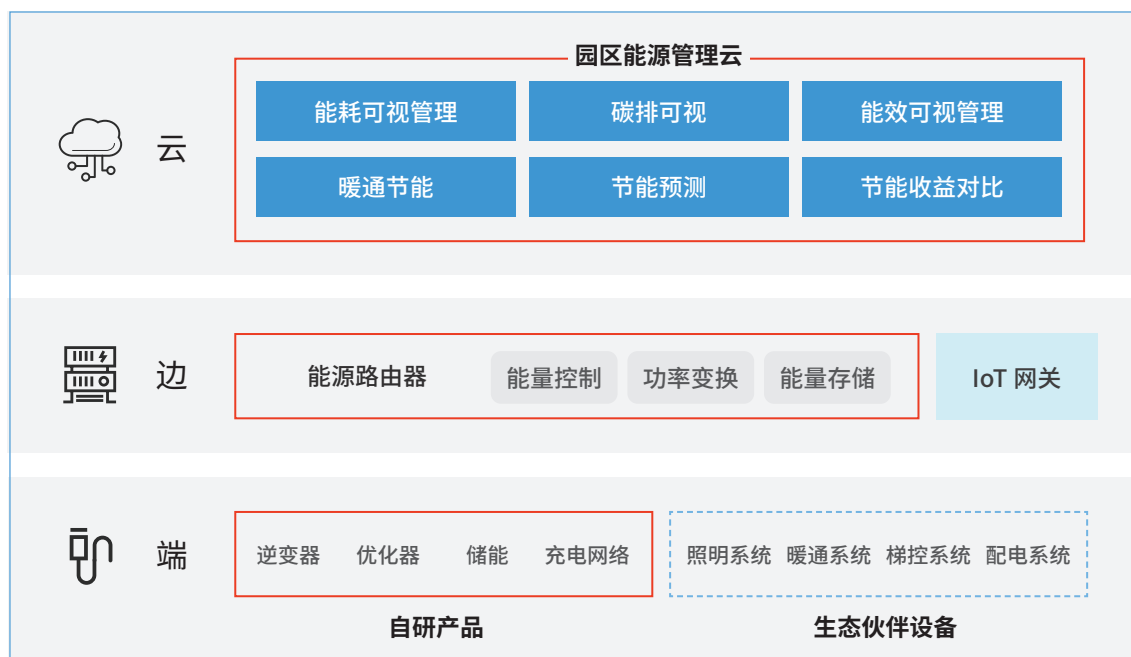 园区能源管理云
能耗可视管理 碳排可视 能效可视管理
云
暖通节能 节能预测 节能收益对比
边 能源路由器 能量控制 功率变换 能量存储 IoT 网关
端 逆变器 优化器 储能 充电网络 照明系统 暖通系统 梯控系统 配电系统
自研产品 生态伙伴设备